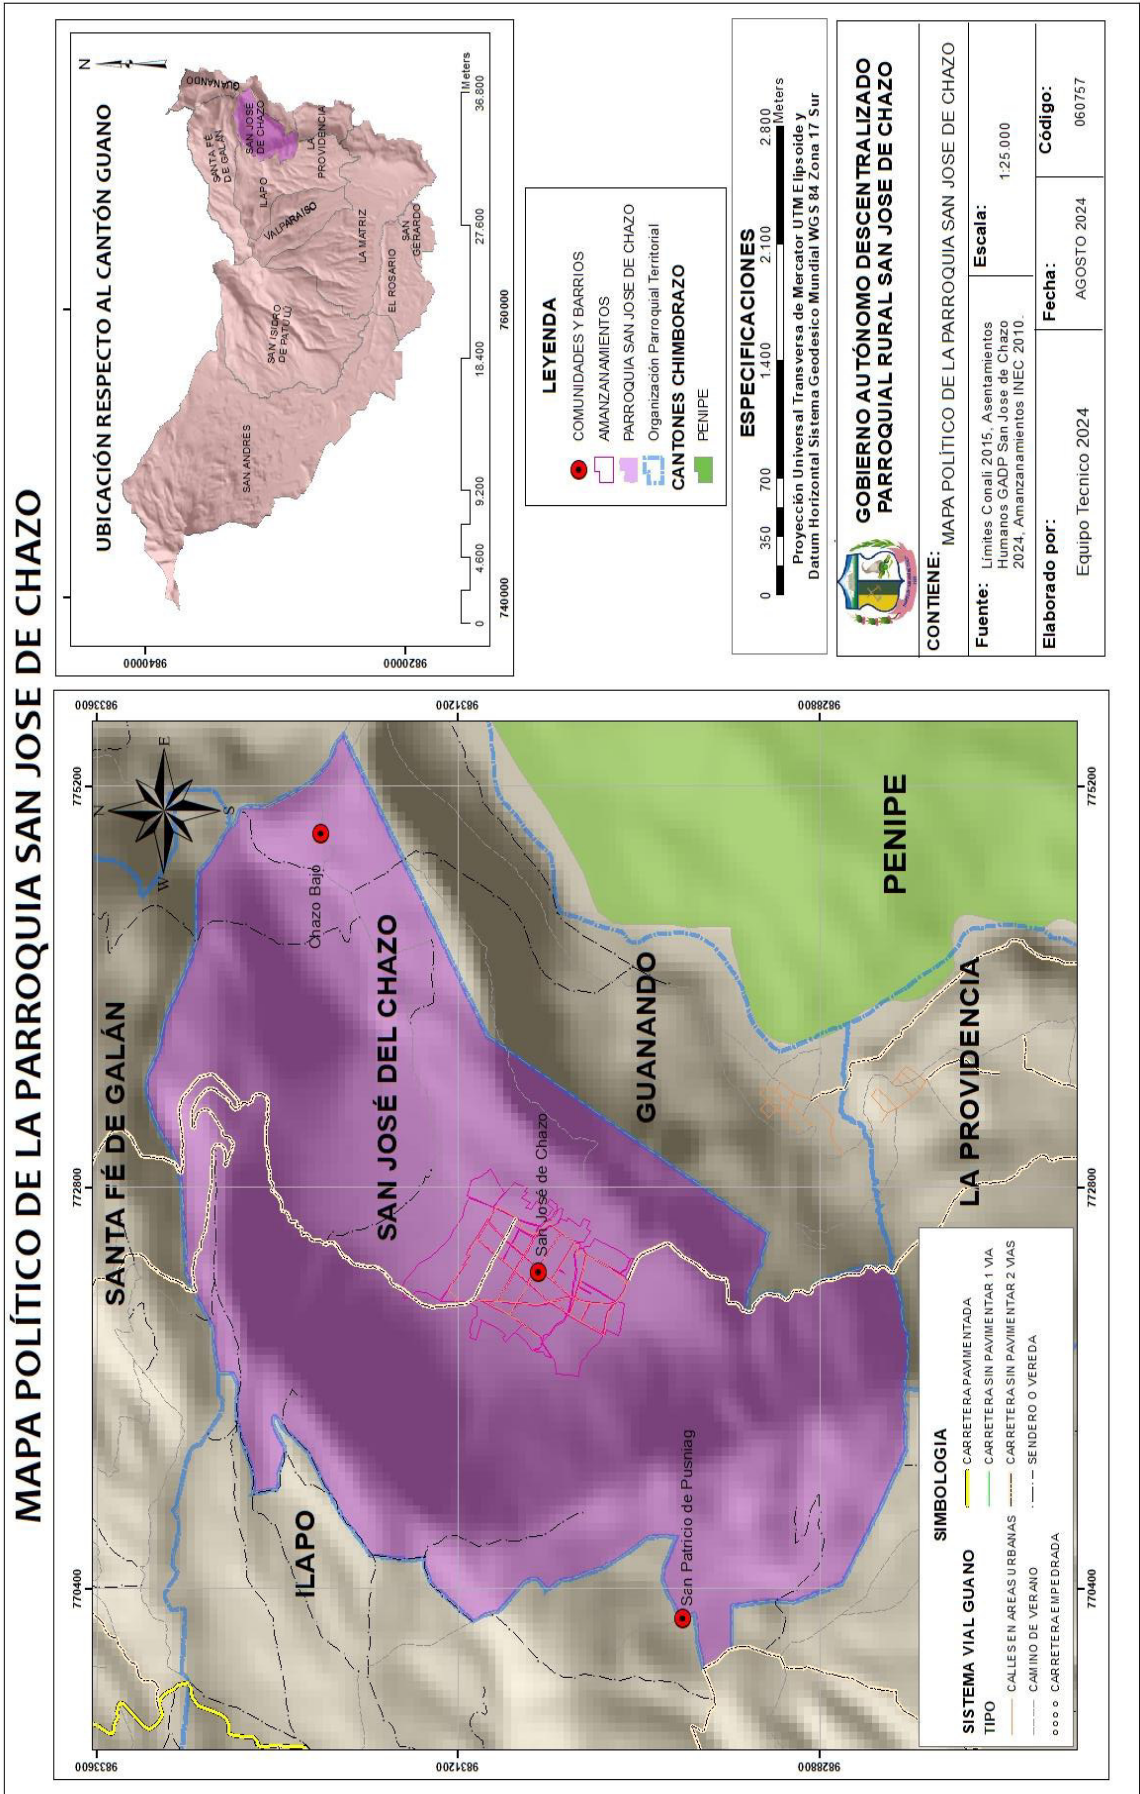 MAPA POLÍTICO DE LA PARROQUIA SAN JOSE DE CHAZO
772800
775200
770400
9833600
9831200
9828800
N
E
S
W
SANTA FÉ DE GALÁN
Chazo Bajo
SAN JOSÉ DEL CHAZO
ILAPO
San José de Chazo
GUANANDO
San Patricio de Pusniag
PENIPE
LA PROVIDENCIA
SIMBOLOGIA
SISTEMA VIAL GUANO
TIPO
CALLES EN AREAS URBANAS
CAMINO DE VERANO
CARRETERA EMPEDRADA
CARRETERA PAVIMENTADA
CARRETERA SIN PAVIMENTAR 1 VIA
CARRETERA SIN PAVIMENTAR 2 VIAS
SENDERO O VEREDA
9833600
9831200
9828800
770400
772800
775200
UBICACIÓN RESPECTO AL CANTÓN GUANO
N
9840000
9820000
GUANANDO
SANTA FÉ
DE GALÁN
SAN JOSE
DE CHAZO
ILAPO
LA
PROVIDENCIA
VALPARAISO
SAN ISIDRO
DE PATULÚ
LA MATRIZ
SAN ANDRES
EL ROSARIO
SAN
GERARDO
0 4.600 9.200 18.400 27.600 36.800
Meters
740000
760000
LEYENDA
COMUNIDADES Y BARRIOS
AMANZANAMIENTOS
PARROQUIA SAN JOSE DE CHAZO
Organización Parroquial Territorial
CANTONES CHIMBORAZO
PENIPE
ESPECIFICACIONES
0 350 700 1.400 2.100 2.800
Meters
Proyección Universal Transversa de Mercator UTM Elipsoide y
Datum Horizontal Sistema Geodesico Mundial WGS 84 Zona 17 Sur
GOBIERNO AUTÓNOMO DESCENTRALIZADO
PARROQUIAL RURAL SAN JOSE DE CHAZO
CONTIENE:
MAPA POLÍTICO DE LA PARROQUIA SAN JOSE DE CHAZO
Fuente: Límites Conali 2015, Asentamientos
Humanos GADP San Jose de Chazo
2024, Amanzanamientos INEC 2010.
Escala:
1:25.000
Elaborado por:
Equipo Tecnico 2024
Fecha:
AGOSTO 2024
Código:
060757